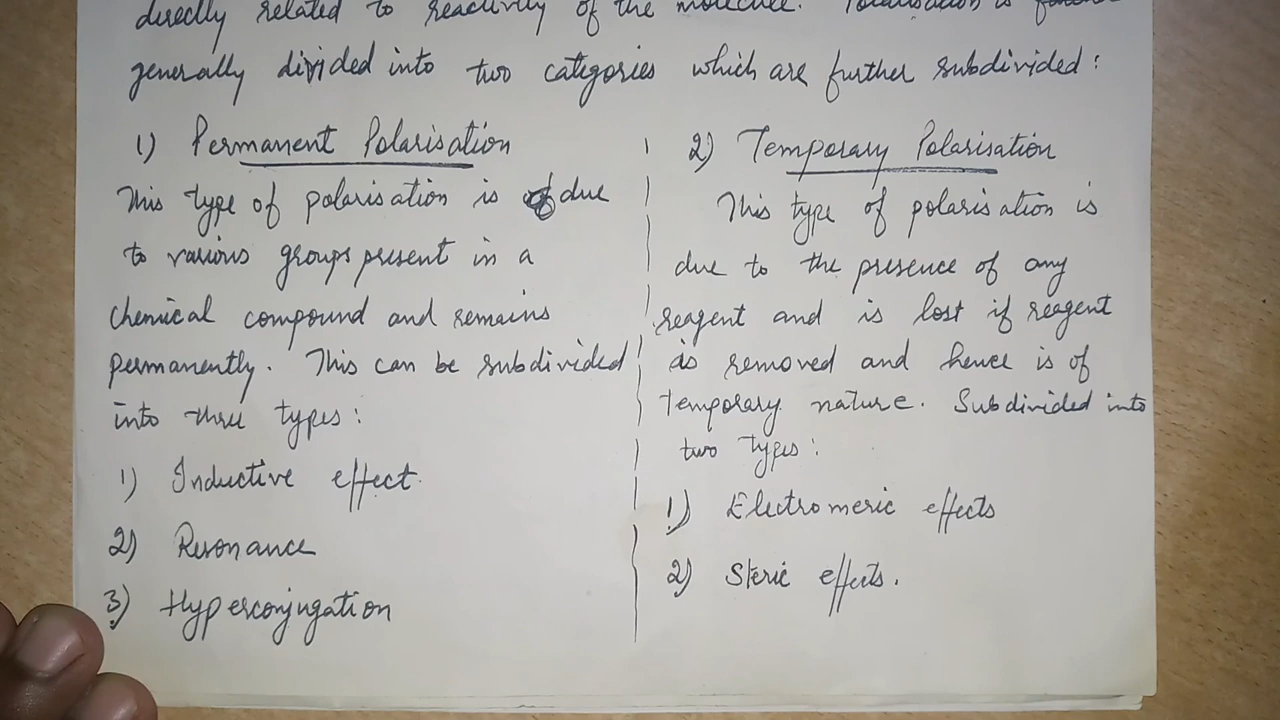 directly related to reactivity of the molecule. Polarisation is
generally divided into two categories which are further subdivided:
1) Permanent Polarisation
This type of polarisation is due
to various groups present in a
chemical compound and remains
permanently. This can be subdivided
into three types:
1) Inductive effect
2) Resonance
3) Hyperconjugation
2) Temporary Polarisation
This type of polarisation is
due to the presence of any
reagent and is lost if reagent
is removed and hence is of
temporary nature. Subdivided into
two types:
1) Electromeric effects
2) Steric effects.